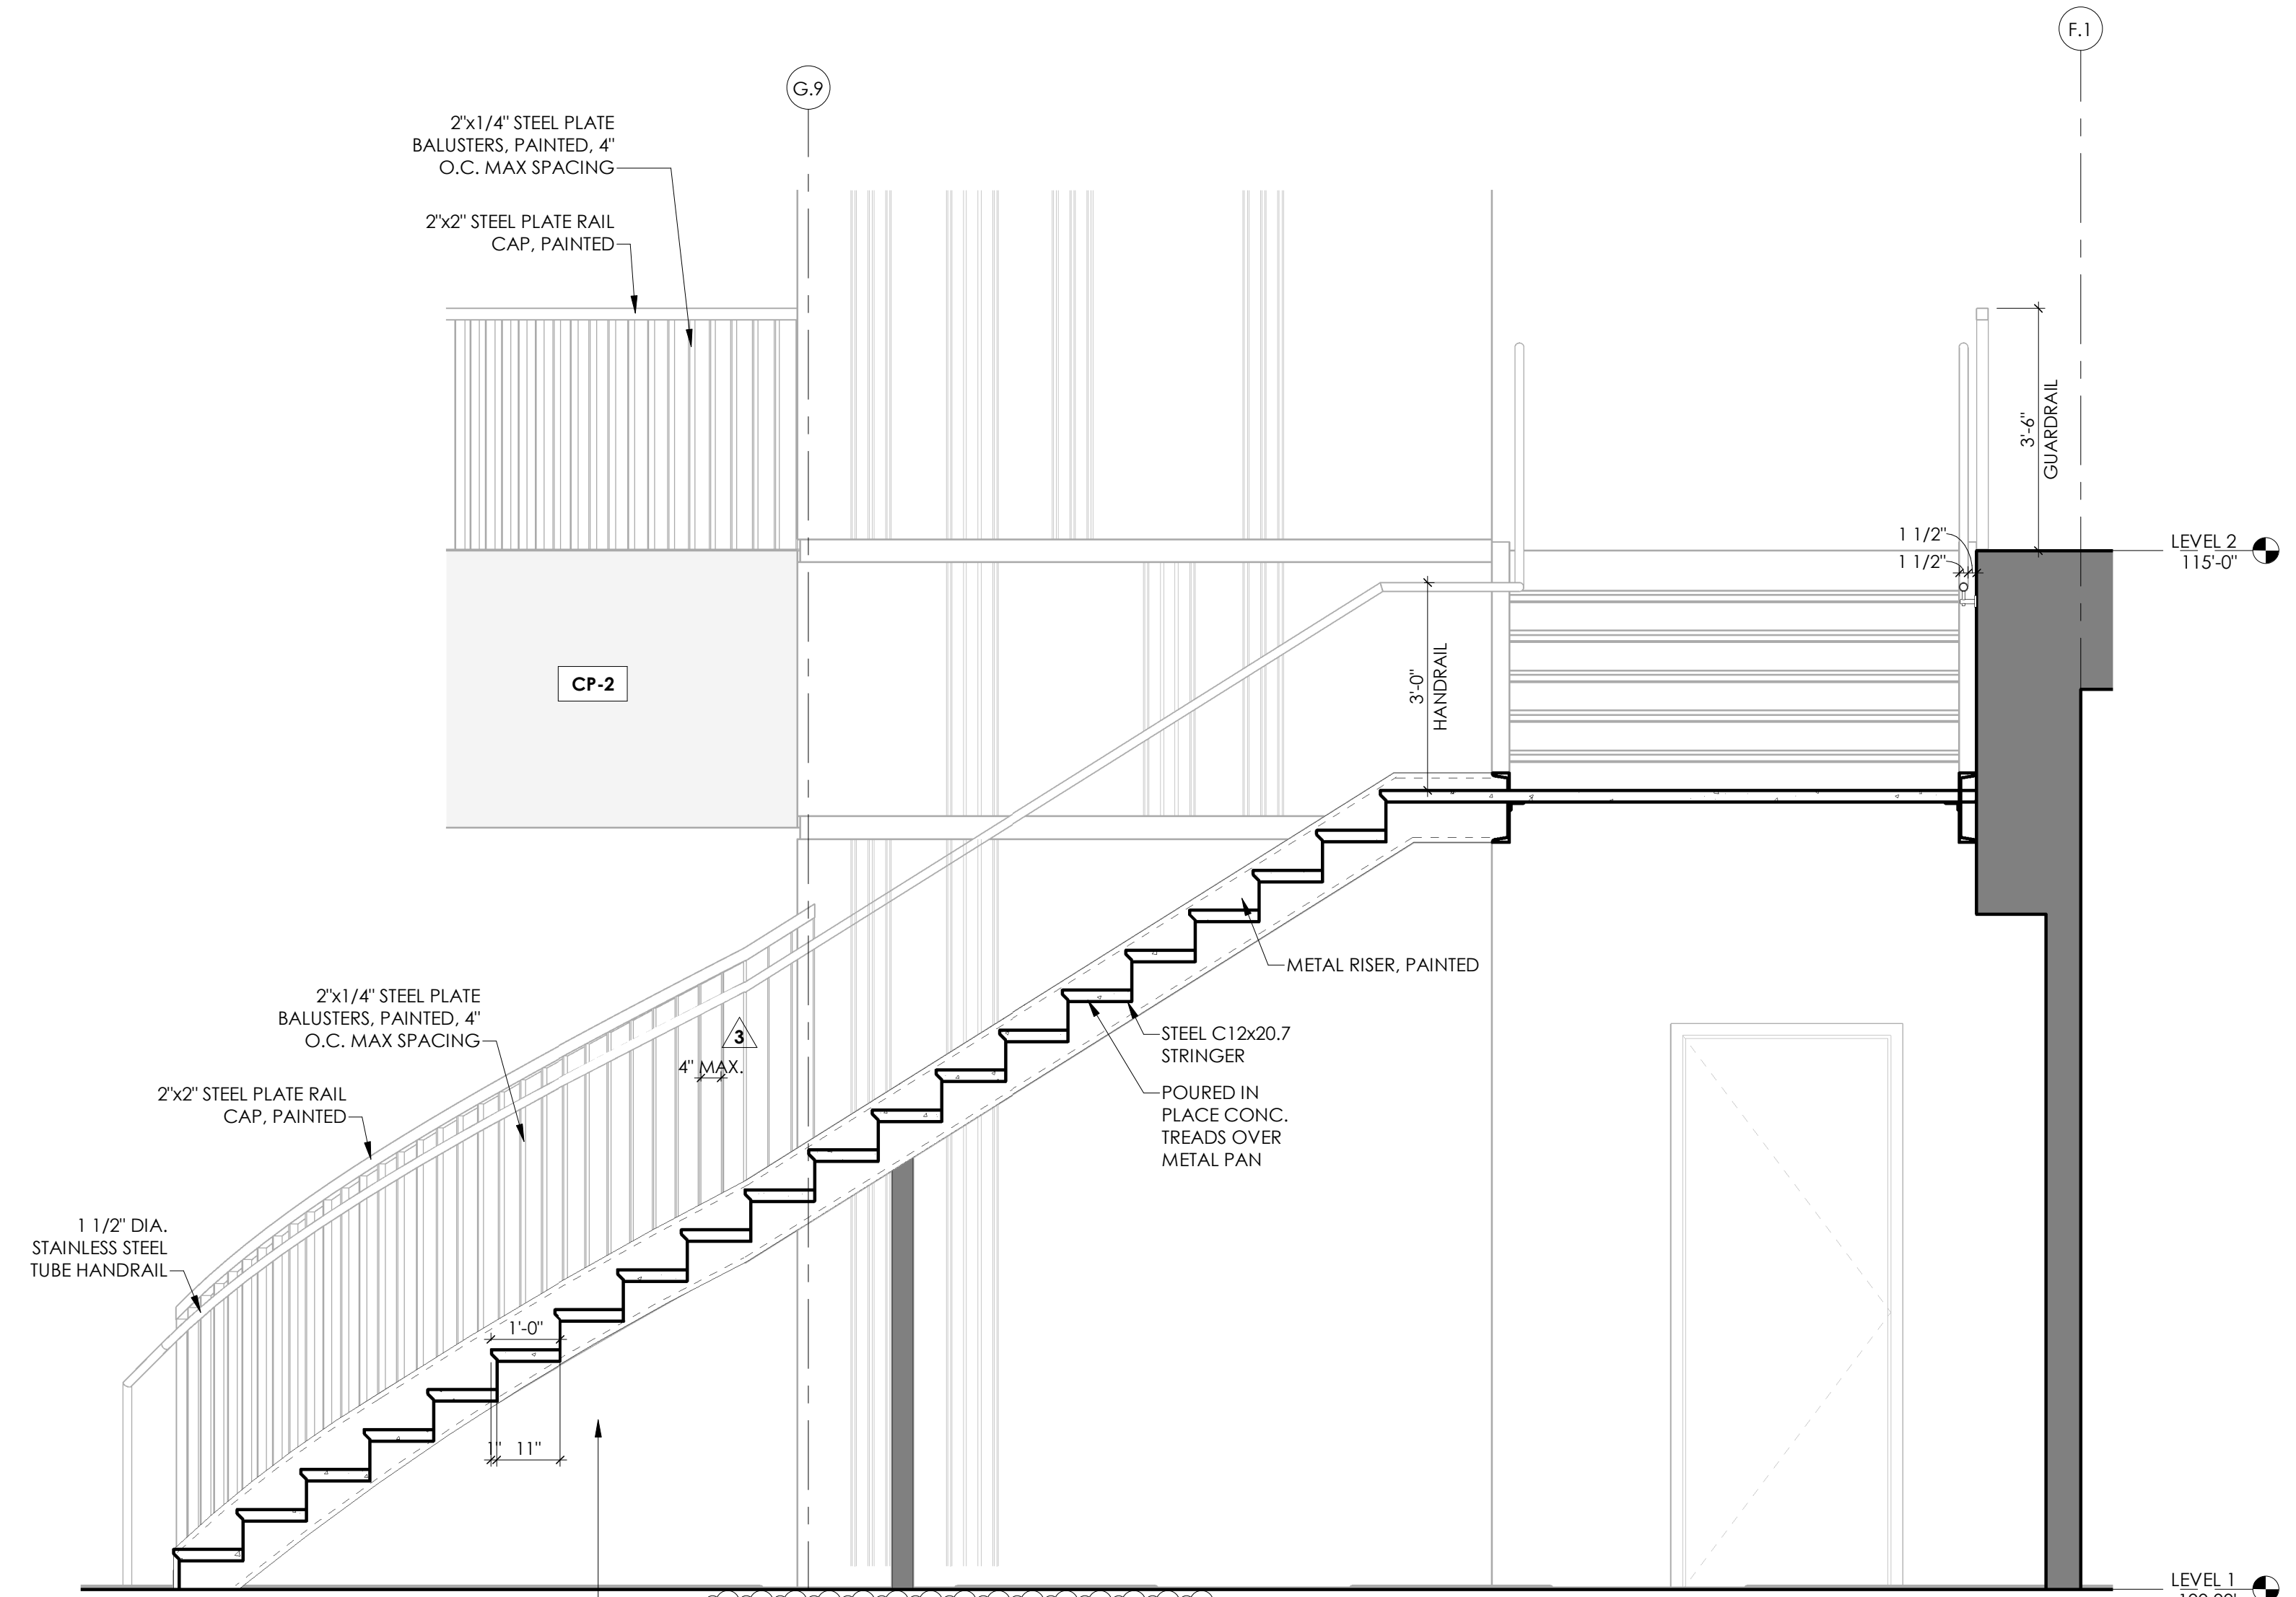 F.1
G.9
2"x1/4" STEEL PLATE
BALUSTERS, PAINTED, 4"
O.C. MAX SPACING
2"x2" STEEL PLATE RAIL
CAP, PAINTED
3'-6"
GUARDRAIL
1 1/2"
1 1/2"
LEVEL 2
115'-0"
CP-2
3'-0"
HANDRAIL
METAL RISER, PAINTED
2"x1/4" STEEL PLATE
BALUSTERS, PAINTED, 4"
O.C. MAX SPACING
3
4" MAX.
STEEL C12x20.7
STRINGER
POURED IN
PLACE CONC.
TREADS OVER
METAL PAN
2"x2" STEEL PLATE RAIL
CAP, PAINTED
1 1/2" DIA.
STAINLESS STEEL
TUBE HANDRAIL
1'-0"
1" 11"
LEVEL 1